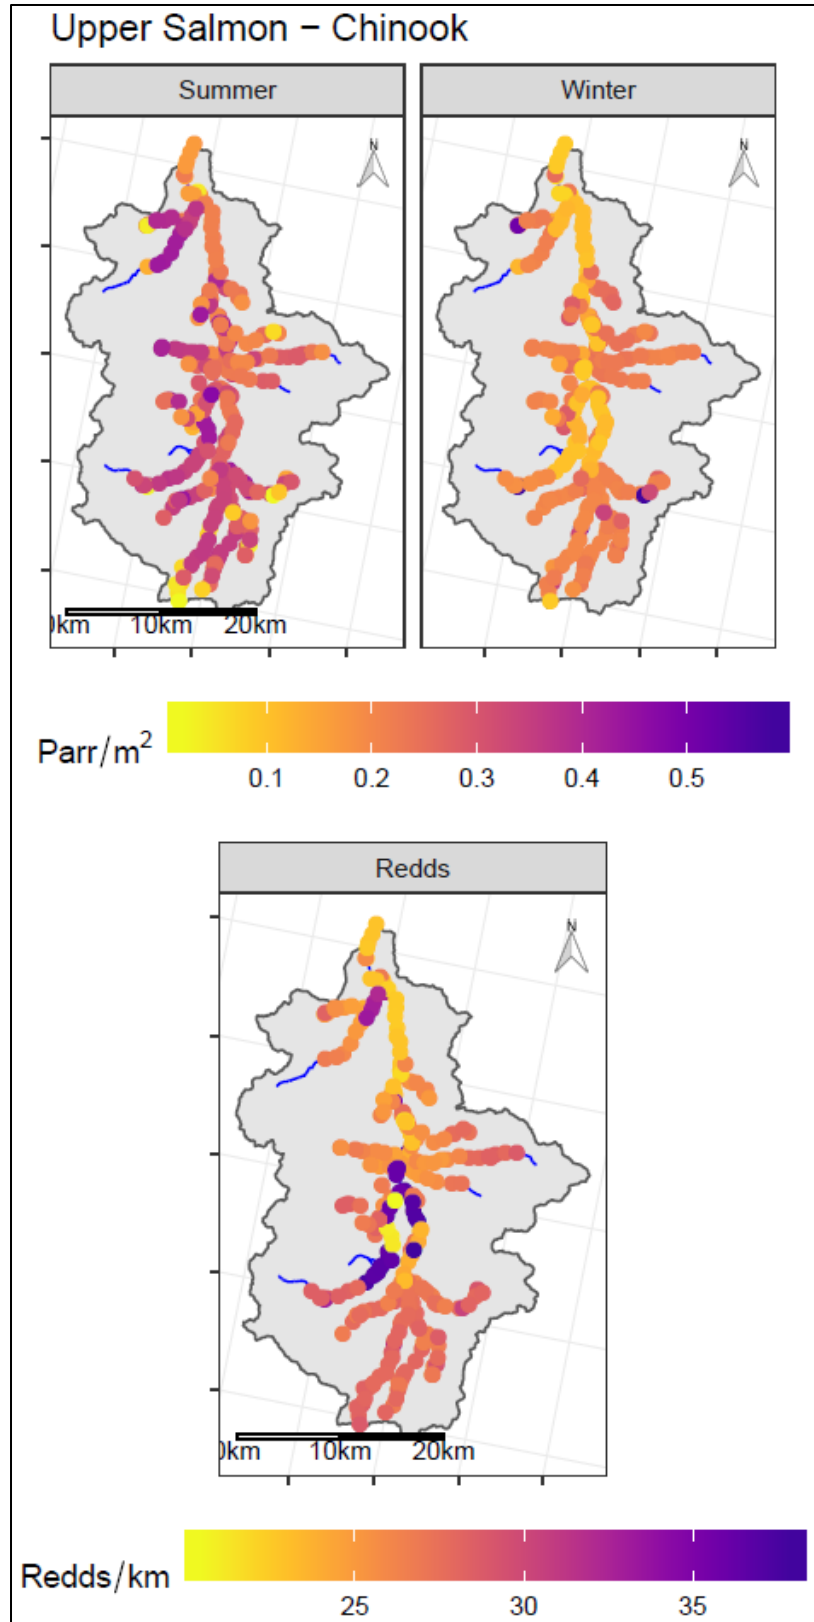 Upper Salmon − Chinook
Summer
Winter
N
N
0km 10km 20km
Parr/m²
0.1 0.2 0.3 0.4 0.5
Redds
N
0km 10km 20km
Redds/km
25 30 35